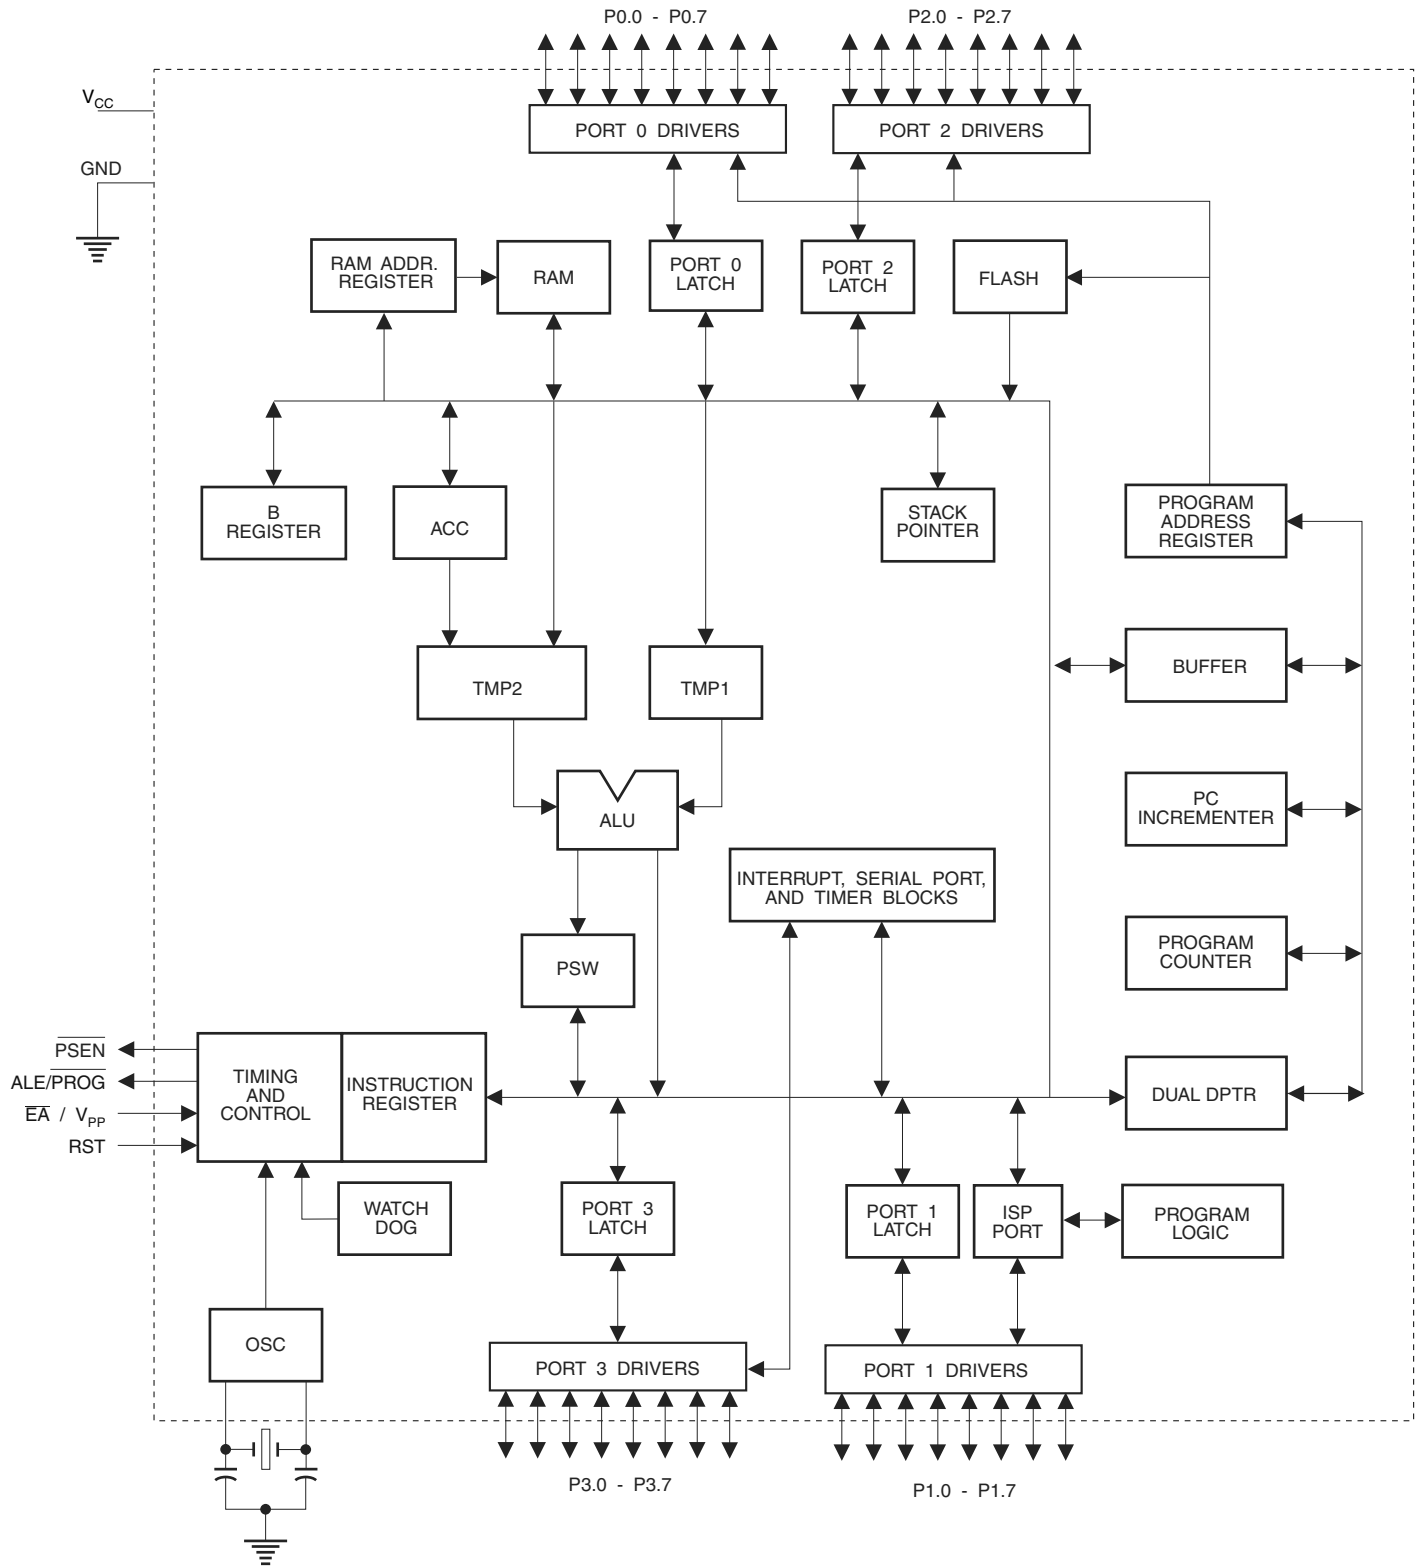 P0.0 - P0.7
P2.0 - P2.7
VCC
GND
PORT 0 DRIVERS
PORT 2 DRIVERS
RAM ADDR.
REGISTER
RAM
PORT 0
LATCH
PORT 2
LATCH
FLASH
B
REGISTER
ACC
STACK
POINTER
PROGRAM
ADDRESS
REGISTER
BUFFER
TMP2
TMP1
ALU
PC
INCREMENTER
INTERRUPT, SERIAL PORT,
AND TIMER BLOCKS
PSW
PROGRAM
COUNTER
PSEN
ALE/PROG
EA / VPP
RST
TIMING
AND
CONTROL
INSTRUCTION
REGISTER
DUAL DPTR
WATCH
DOG
PORT 3
LATCH
PORT 1
LATCH
ISP
PORT
PROGRAM
LOGIC
OSC
PORT 3 DRIVERS
PORT 1 DRIVERS
P3.0 - P3.7
P1.0 - P1.7